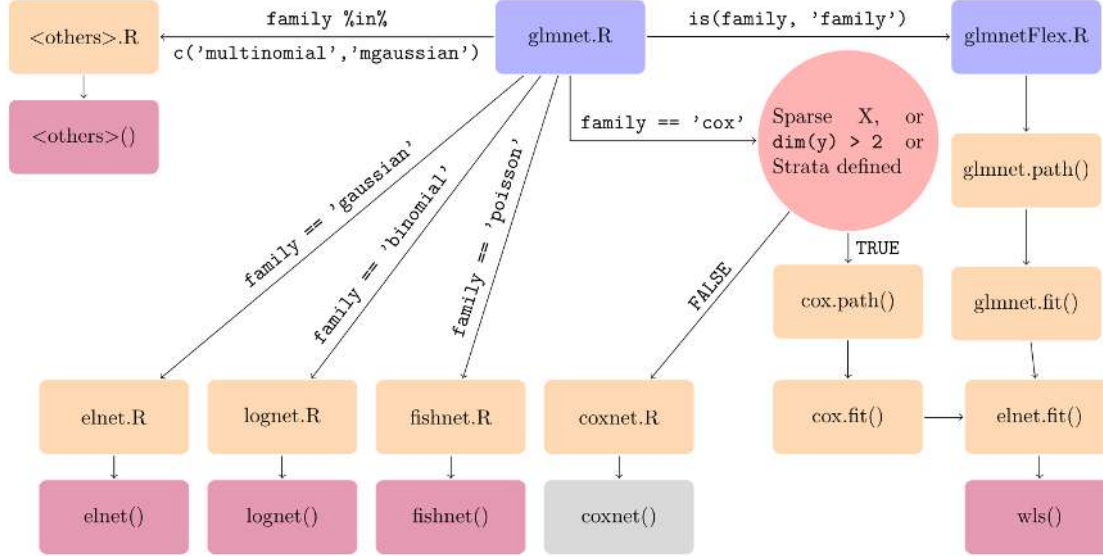 family %in%
is(family, 'family')
<others>.R
glmnet.R
glmnetFlex.R
c('multinomial','mgaussian')
<others>()
family == 'cox'
Sparse X, or
dim(y) > 2 or
Strata defined
glmnet.path()
family == 'gaussian'
family == 'binomial'
family == 'poisson'
FALSE
TRUE
cox.path()
glmnet.fit()
elnet.R
lognet.R
fishnet.R
coxnet.R
cox.fit()
elnet.fit()
elnet()
lognet()
fishnet()
coxnet()
wls()